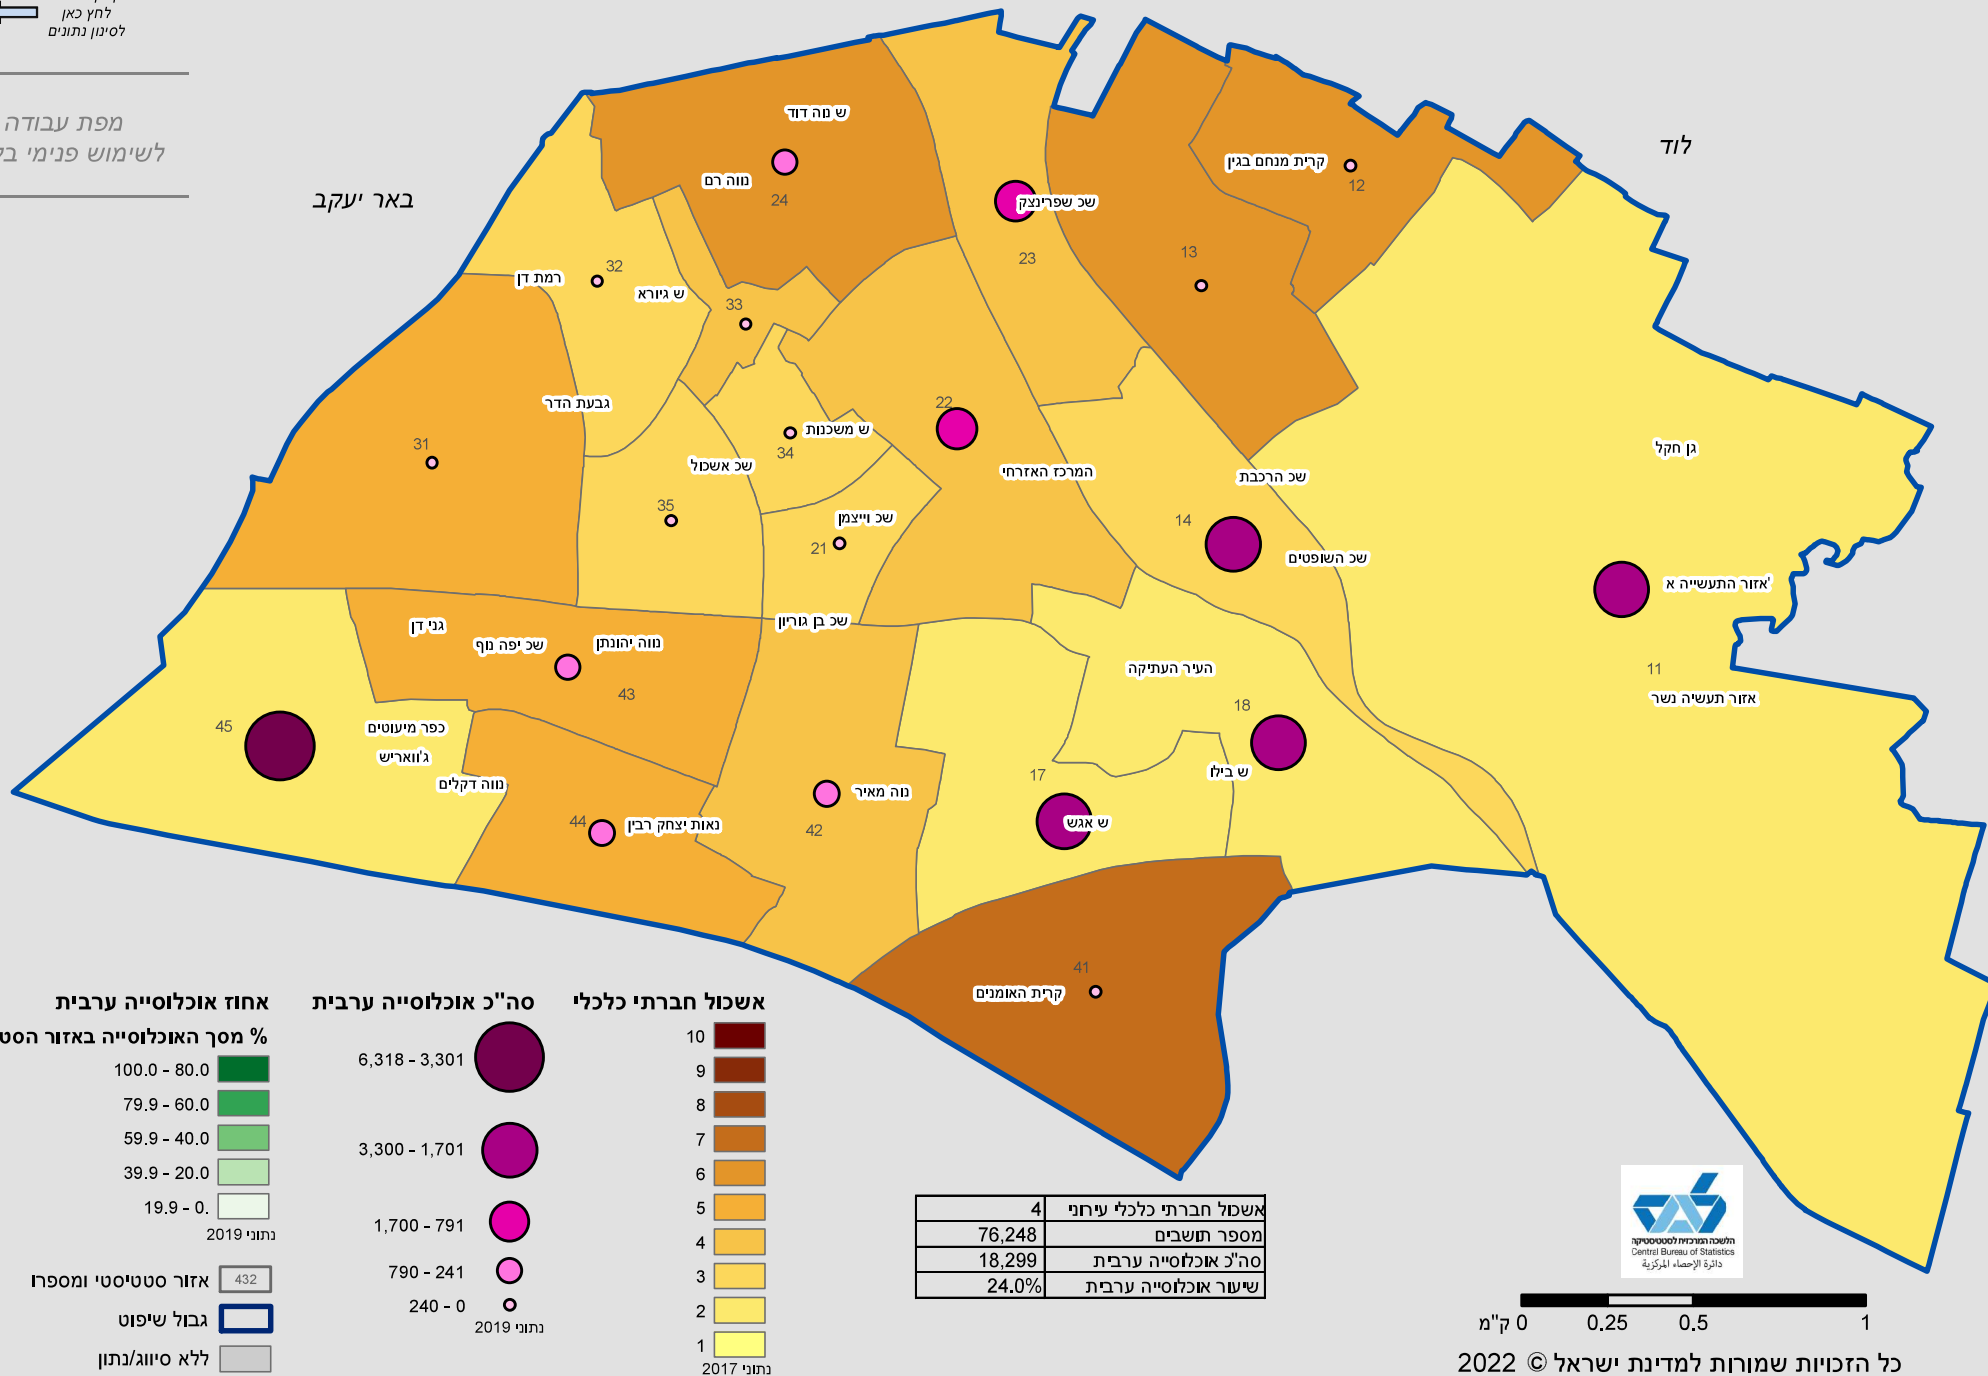 לחץ כאן
לסינון נתונים
מפת עבודה
לשימוש פנימי
באר יעקב
לוד
ש נוה דוד
נווה רם
24
שכ שפרינצק
23
קרית מנחם בגין
12
13
רמת דן
32
ש גיורא
33
גבעת הדר
31
22
ש משכנות
34
שכ אשכול
35
המרכז האזרחי
שכ וייצמן
21
שכ הרכבת
14
שכ השופטים
גן חקל
אזור התעשייה א'
11
אזור תעשיה נשר
שכ בן גוריון
גני דן
שכ יפה נוף
נווה יהונתן
43
העיר העתיקה
18
45
כפר מיעוטים
ג'וואריש
נווה דקלים
44
נאות יצחק רבין
נוה מאיר
42
17
ש אגש
ש בילו
41
קרית האומנים
אחוז אוכלוסייה ערבית
% מסך האוכלוסייה באזור הסט
100.0 - 80.0
79.9 - 60.0
59.9 - 40.0
39.9 - 20.0
19.9 - 0.
נתוני 2019
432 אזור סטטיסטי ומספרו
גבול שיפוט
ללא סיווג/נתון
סה"כ אוכלוסייה ערבית
6,318 - 3,301
3,300 - 1,701
1,700 - 791
790 - 241
240 - 0
נתוני 2019
אשכול חברתי כלכלי
10
9
8
7
6
5
4
3
2
1
נתוני 2017
אשכול חברתי כלכלי עירוני 4
מספר תושבים 76,248
סה"כ אוכלוסייה ערבית 18,299
שיעור אוכלוסייה ערבית 24.0%
הלשכה המרכזית לסטטיסטיקה
Central Bureau of Statistics
دائرة الإحصاء المركزية
ק"מ 0 0.25 0.5 1
כל הזכויות שמורות למדינת ישראל © 2022